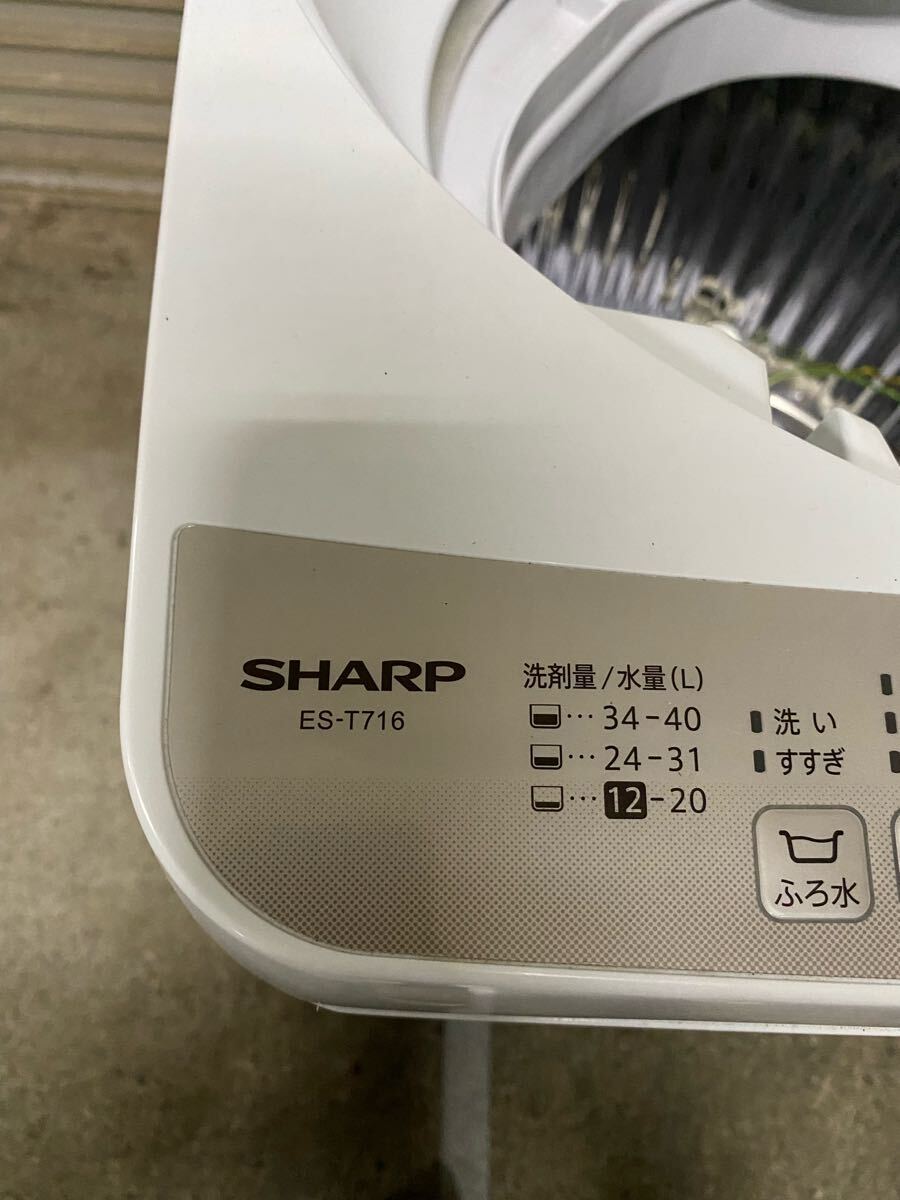 SHARP
ES-T716
洗剤量/水量(L)
…34-40
…24-31
…12-20
洗い
すすぎ
ふろ水